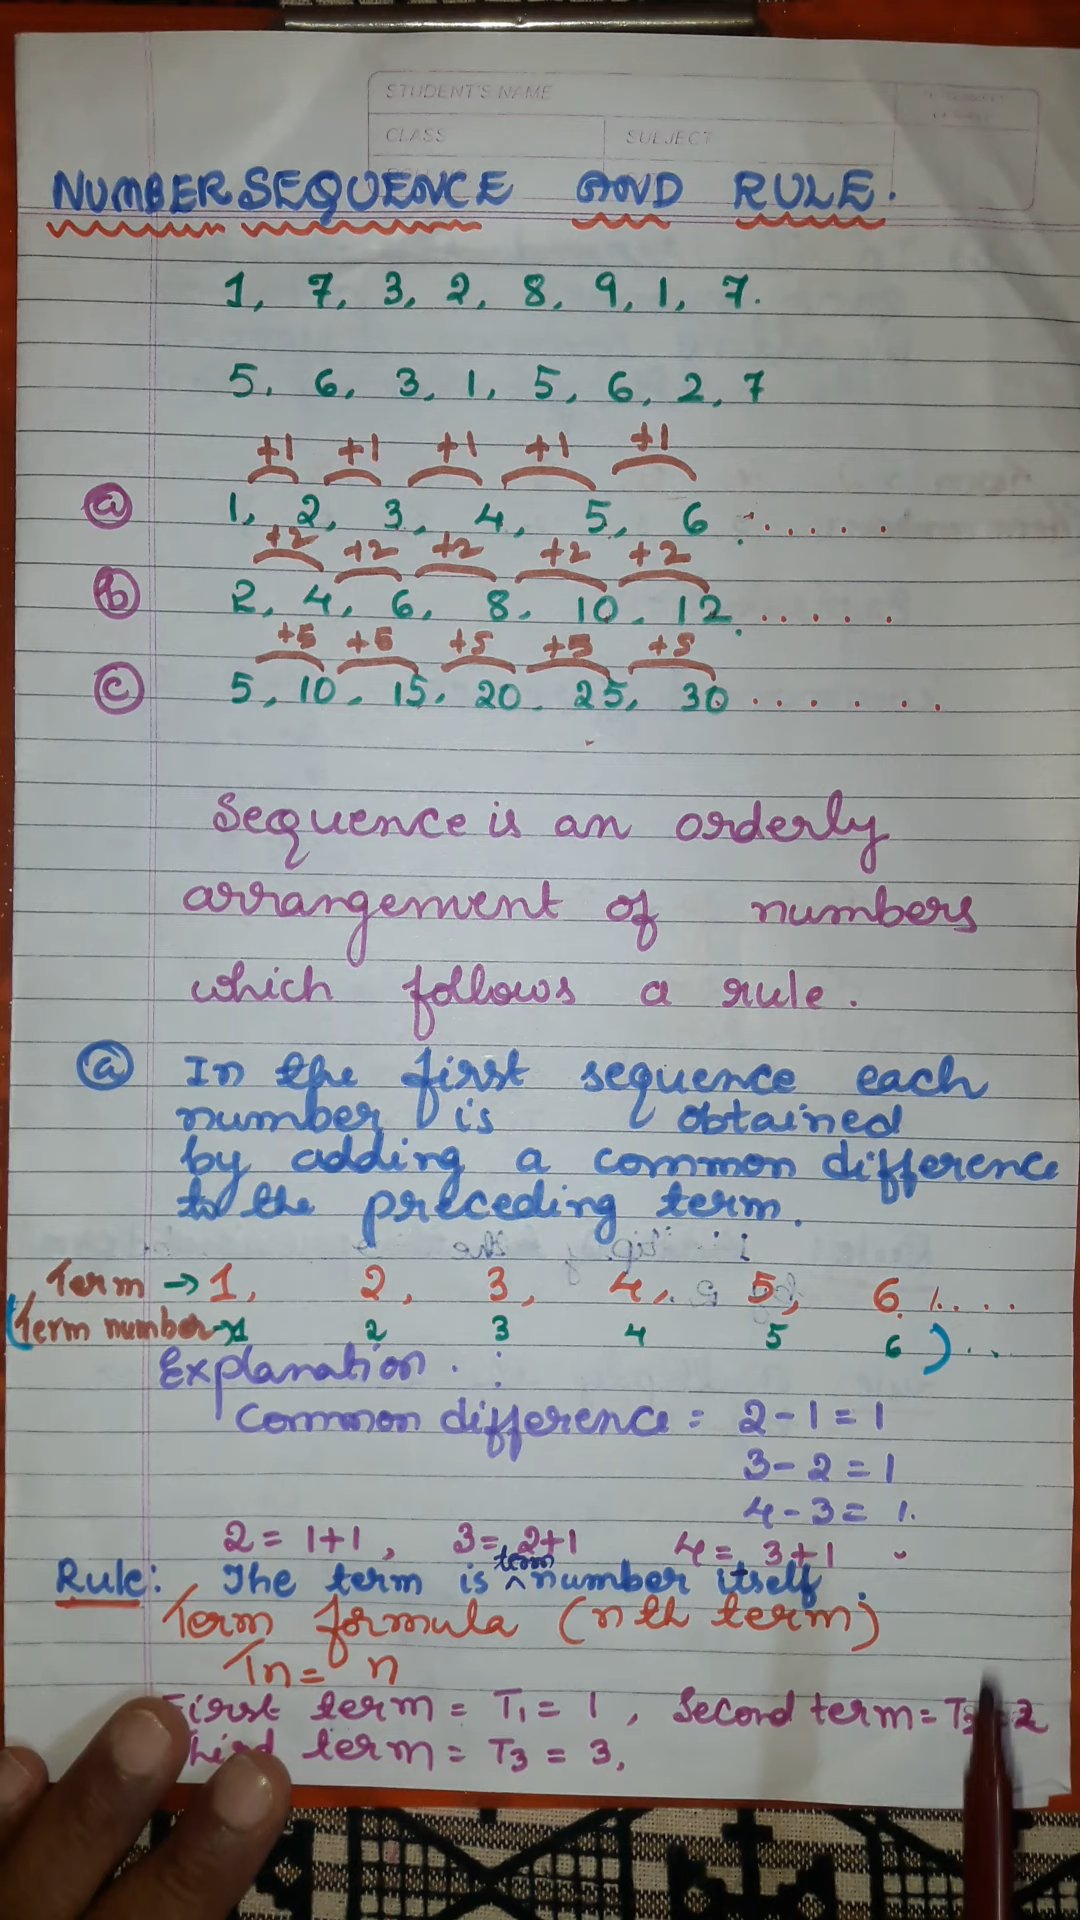 STUDENT'S NAME
CLASS SUBJECT
NUMBER SEQUENCE AND RULE.
1, 7, 3, 2, 8, 9, 1, 7.
5, 6, 3, 1, 5, 6, 2, 7
+1 +1 +1 +1 +1
(a) 1, 2, 3, 4, 5, 6 ......
+2 +2 +2 +2 +2
(b) 2, 4, 6, 8, 10, 12 ......
+5 +5 +5 +5 +5
(c) 5, 10, 15, 20, 25, 30 ......
Sequence is an orderly
arrangement of numbers
which follows a rule.
(a) In the first sequence each
number is obtained
by adding a common difference
to the preceding term.
Term → 1, 2, 3, 4, 5, 6, ....
(Term number → 1 2 3 4 5 6 ) ...
Explanation :
Common difference = 2 - 1 = 1
3 - 2 = 1
4 - 3 = 1.
2 = 1+1, 3 = 2+1 4 = 3+1
Rule: The term is term number itself.
Term formula (nth term)
Tn = n
First term = T1 = 1, Second term = T = 2
term = T3 = 3,